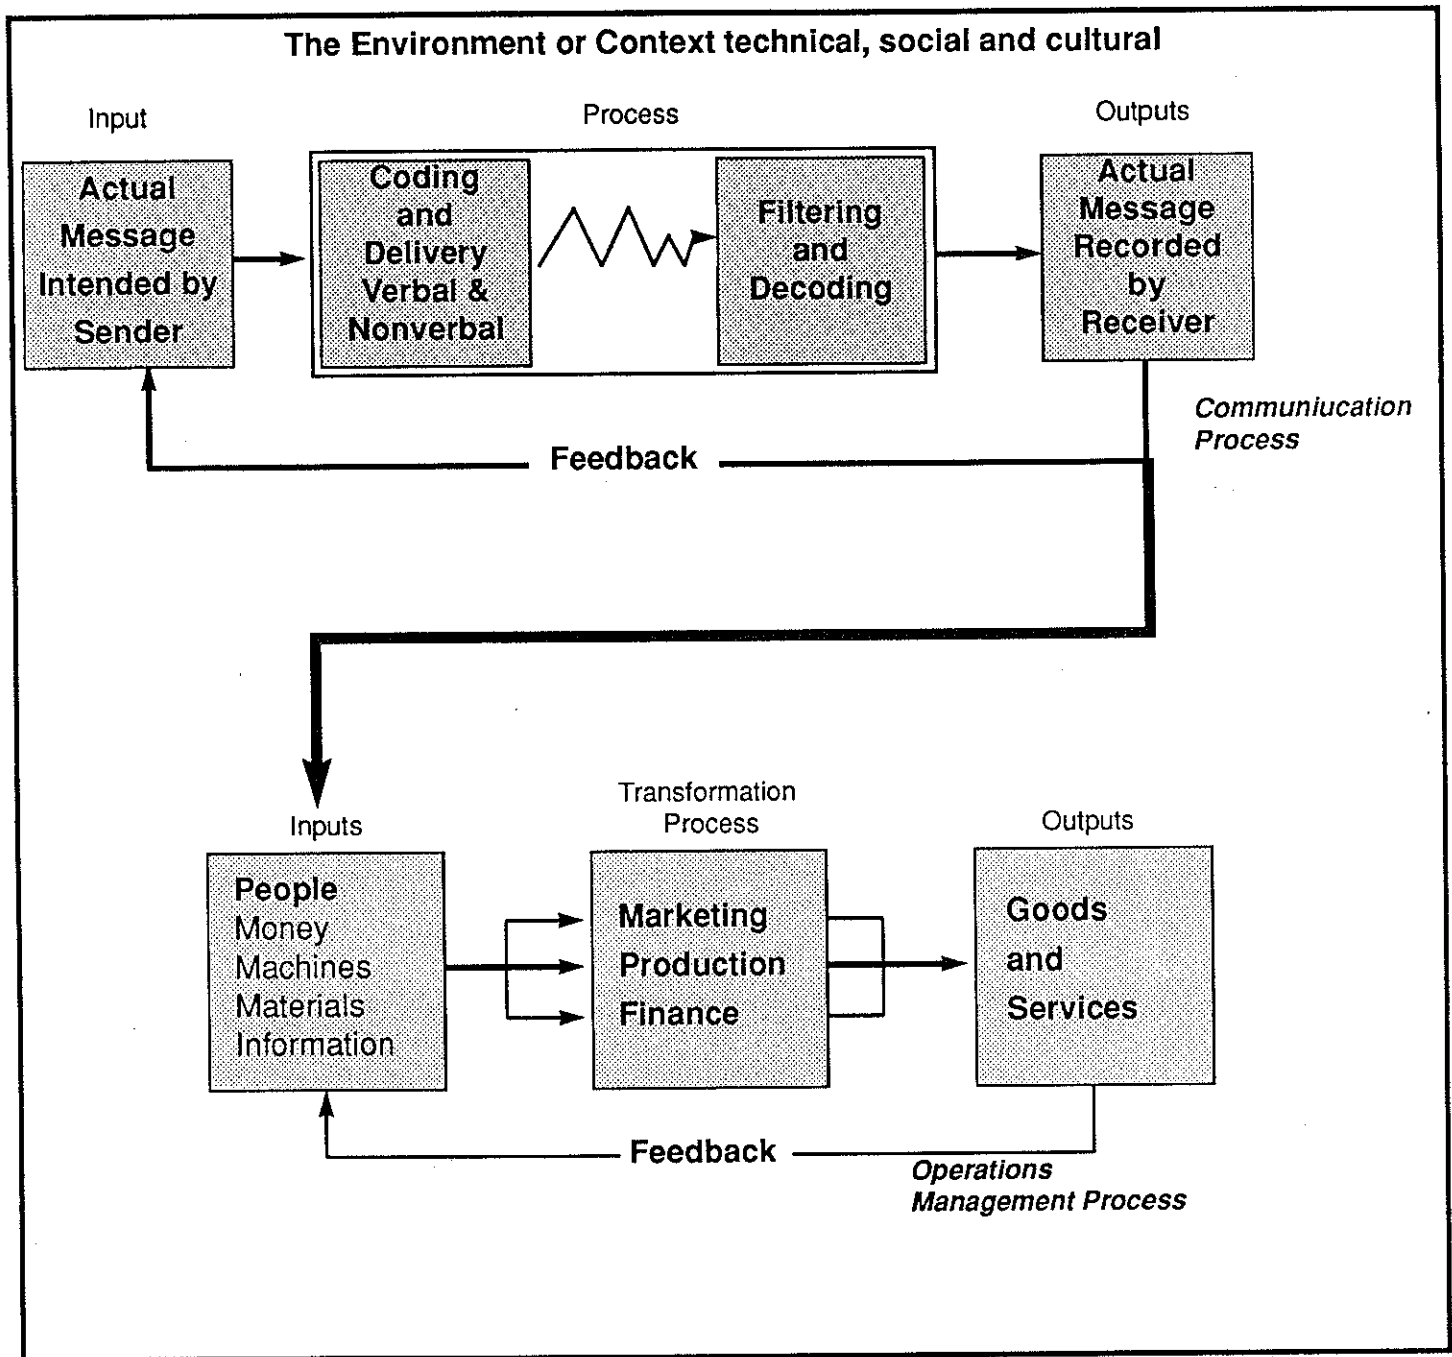 The Environment or Context technical, social and cultural
Input
Process
Outputs
Actual
Message
Intended by
Sender
Coding
and
Delivery
Verbal &
Nonverbal
Filtering
and
Decoding
Actual
Message
Recorded
by
Receiver
Communiucation
Process
Feedback
Inputs
Transformation
Process
Outputs
People
Money
Machines
Materials
Information
Marketing
Production
Finance
Goods
and
Services
Feedback
Operations
Management Process